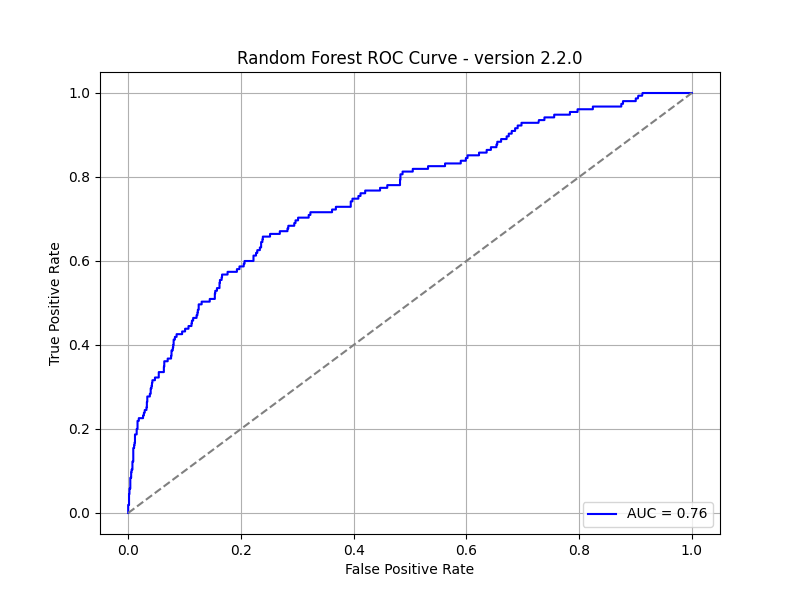 Random Forest ROC Curve - version 2.2.0
True Positive Rate
1.0
0.8
0.6
0.4
0.2
0.0
AUC = 0.76
0.0 0.2 0.4 0.6 0.8 1.0
False Positive Rate